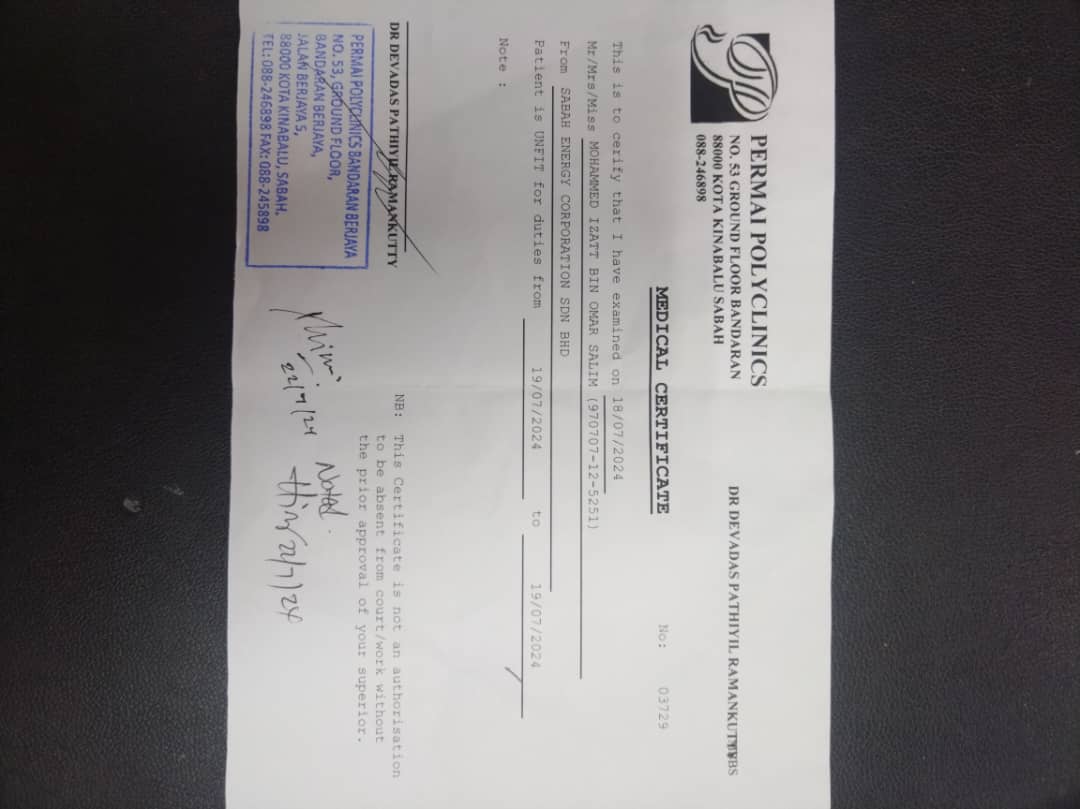 PERMAI POLYCLINICS
NO. 53 GROUND FLOOR BANDARAN
88000 KOTA KINABALU SABAH
088-246898
DR DEVADAS PATHIYIL RAMANKUTTY
MEDICAL CERTIFICATE
No: 03729
This is to cerify that I have examined on 18/07/2024
Mr/Mrs/Miss MOHAMMED IZATT BIN OMAR SALIM (970707-12-5251)
From SABAH ENERGY CORPORATION SDN BHD
Patient is UNFIT for duties from 19/07/2024 to 19/07/2024
Note :
DR DEVADAS PATHIYIL RAMANKUTTY
PERMAI POLYCLINICS BANDARAN BERJAYA
NO. 53, GROUND FLOOR,
BANDARAN BERJAYA,
JALAN BERJAYA 5,
88000 KOTA KINABALU, SABAH.
TEL: 088-246898 FAX: 088-245898
NB: This Certificate is not an authorisation
to be absent from court/work without
the prior approval of your superior.
22/7/24
Noted.
22/7/24